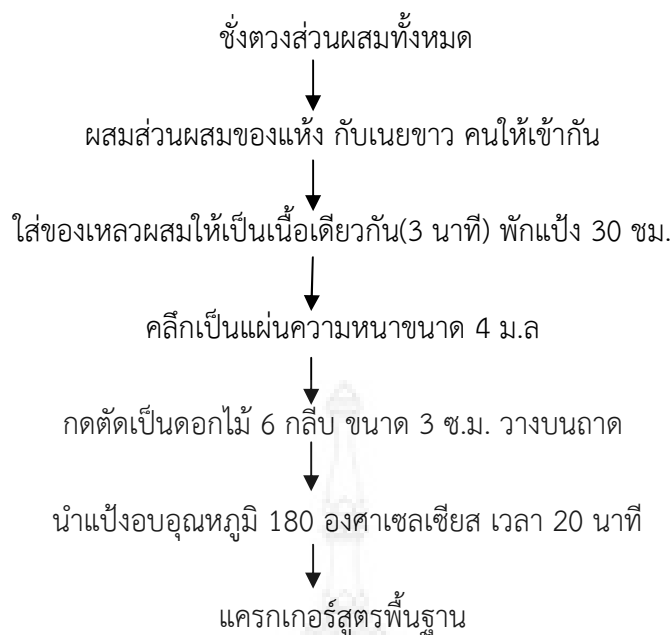 ชั่งตวงส่วนผสมทั้งหมด
ผสมส่วนผสมของแห้ง กับเนยขาว คนให้เข้ากัน
ใส่ของเหลวผสมให้เป็นเนื้อเดียวกัน(3 นาที) พักแป้ง 30 ชม.
คลึกเป็นแผ่นความหนาขนาด 4 ม.ล
กดตัดเป็นดอกไม้ 6 กลีบ ขนาด 3 ซ.ม. วางบนถาด
นำแป้งอบอุณหภูมิ 180 องศาเซลเซียส เวลา 20 นาที
แครกเกอร์สูตรพื้นฐาน